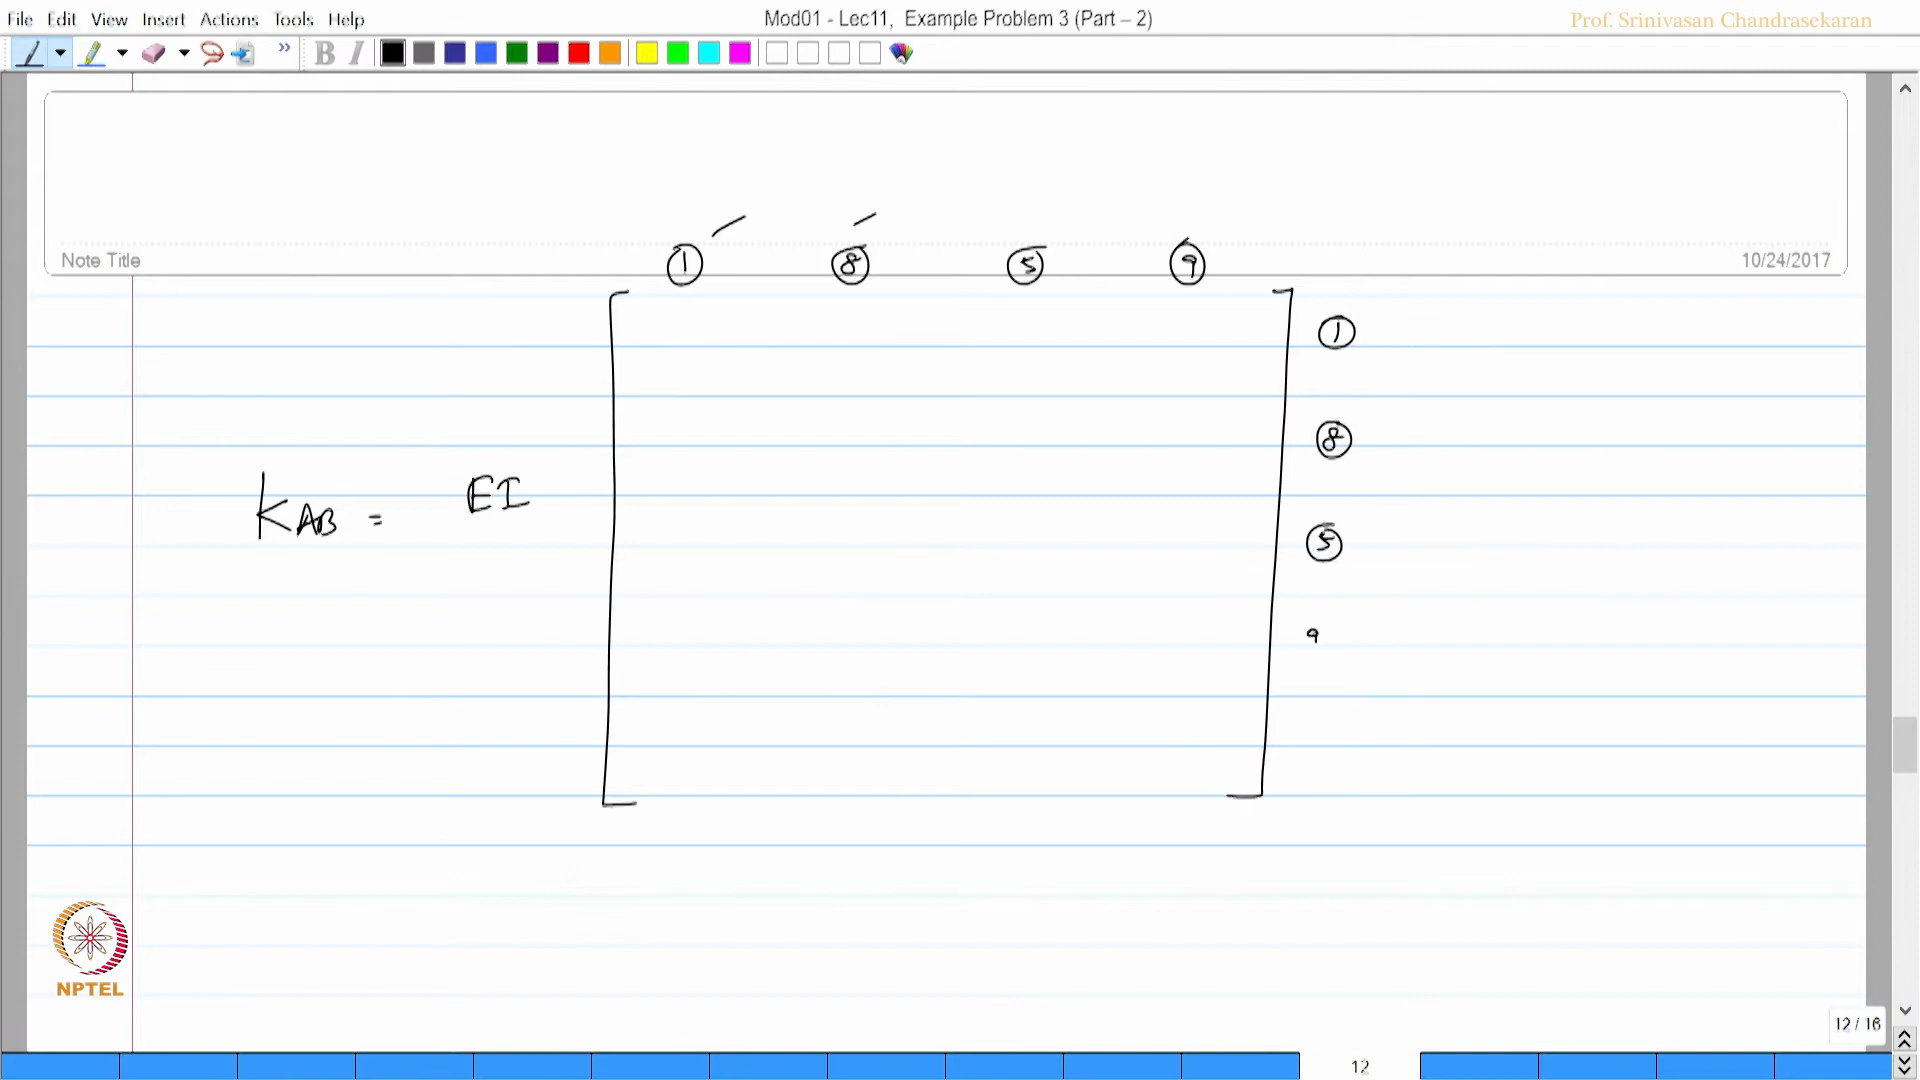 File Edit View Insert Actions Tools Help
Mod01 - Lec11, Example Problem 3 (Part – 2)
Prof. Srinivasan Chandrasekaran
B I
Note Title
10/24/2017
1 8 5 9
1
8
KAB = EI
5
9
NPTEL
12 / 16
12